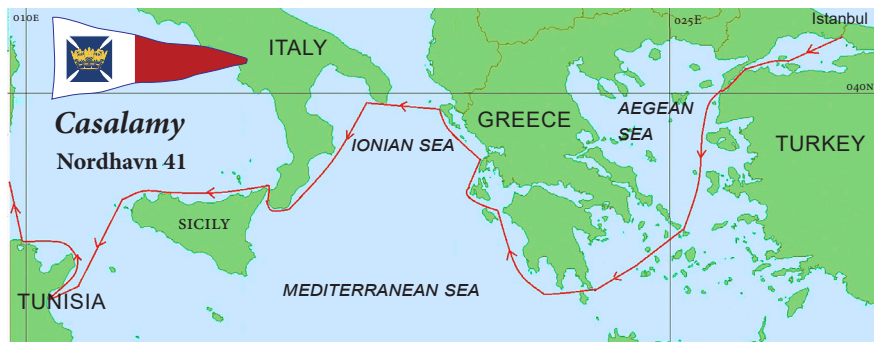 010E
025E
Istanbul
ITALY
040N
AEGEAN
SEA
Casalamy
GREECE
TURKEY
IONIAN SEA
Nordhavn 41
SICILY
MEDITERRANEAN SEA
TUNISIA